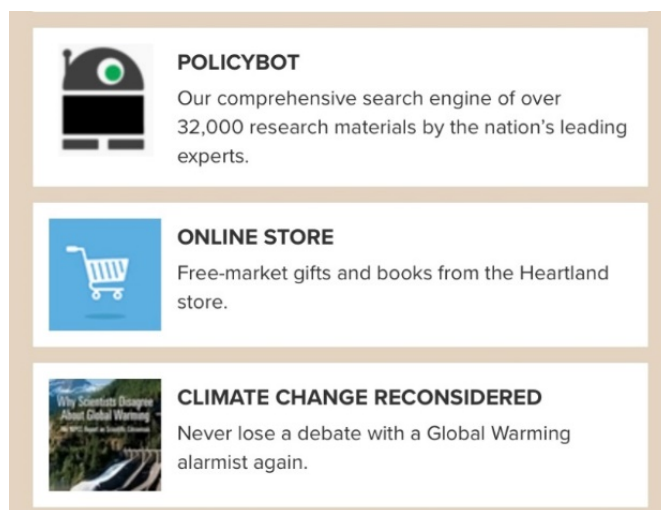 POLICYBOT
Our comprehensive search engine of over
32,000 research materials by the nation's leading
experts.
ONLINE STORE
Free-market gifts and books from the Heartland
store.
Why Scientists Disagree
About Global Warming
CLIMATE CHANGE RECONSIDERED
Never lose a debate with a Global Warming
alarmist again.